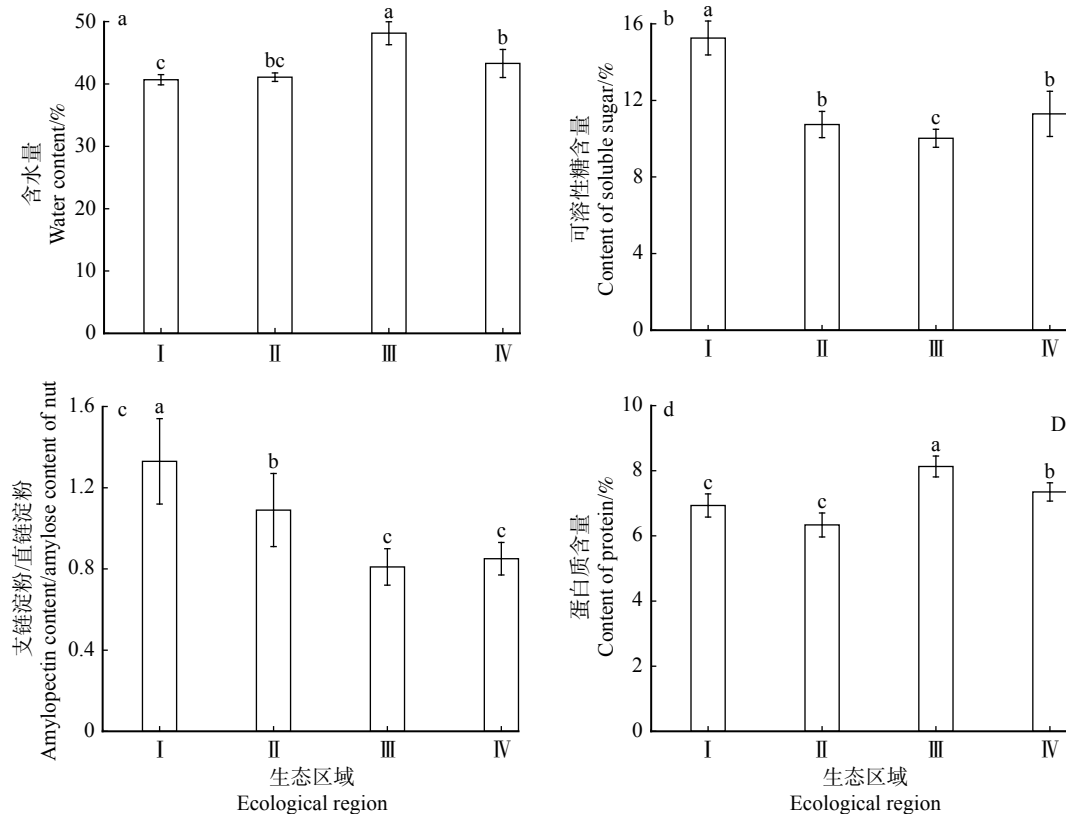 a
含水量
Water content/%
50
40
30
20
10
0
c
bc
a
b
Ⅰ
Ⅱ
Ⅲ
Ⅳ
b
可溶性糖含量
Content of soluble sugar/%
16
12
8
4
0
a
b
c
b
Ⅰ
Ⅱ
Ⅲ
Ⅳ
c
支链淀粉/直链淀粉
Amylopectin content/amylose content of nut
1.6
1.2
0.8
0.4
0
a
b
c
c
Ⅰ
Ⅱ
Ⅲ
Ⅳ
生态区域
Ecological region
d
D
蛋白质含量
Content of protein/%
10
8
6
4
2
0
c
c
a
b
Ⅰ
Ⅱ
Ⅲ
Ⅳ
生态区域
Ecological region